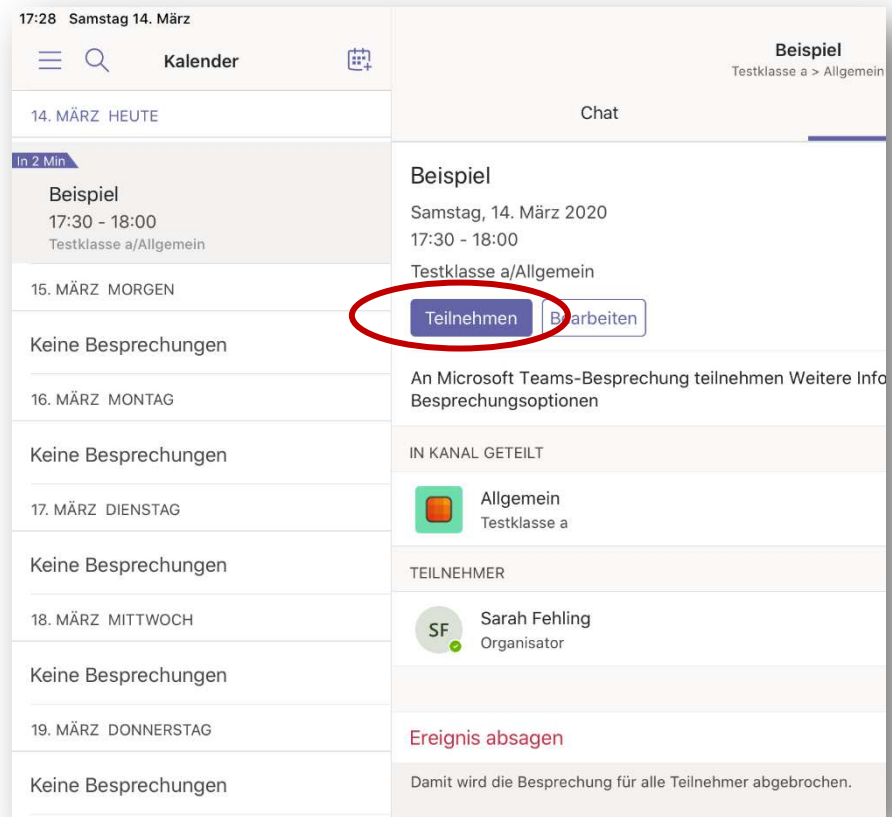 17:28 Samstag 14. März
Kalender
14. MÄRZ HEUTE
In 2 Min
Beispiel
17:30 - 18:00
Testklasse a/Allgemein
15. MÄRZ MORGEN
Keine Besprechungen
16. MÄRZ MONTAG
Keine Besprechungen
17. MÄRZ DIENSTAG
Keine Besprechungen
18. MÄRZ MITTWOCH
Keine Besprechungen
19. MÄRZ DONNERSTAG
Keine Besprechungen
Beispiel
Testklasse a > Allgemein
Chat
Beispiel
Samstag, 14. März 2020
17:30 - 18:00
Testklasse a/Allgemein
Teilnehmen Bearbeiten
An Microsoft Teams-Besprechung teilnehmen Weitere Info
Besprechungsoptionen
IN KANAL GETEILT
Allgemein
Testklasse a
TEILNEHMER
SF
Sarah Fehling
Organisator
Ereignis absagen
Damit wird die Besprechung für alle Teilnehmer abgebrochen.